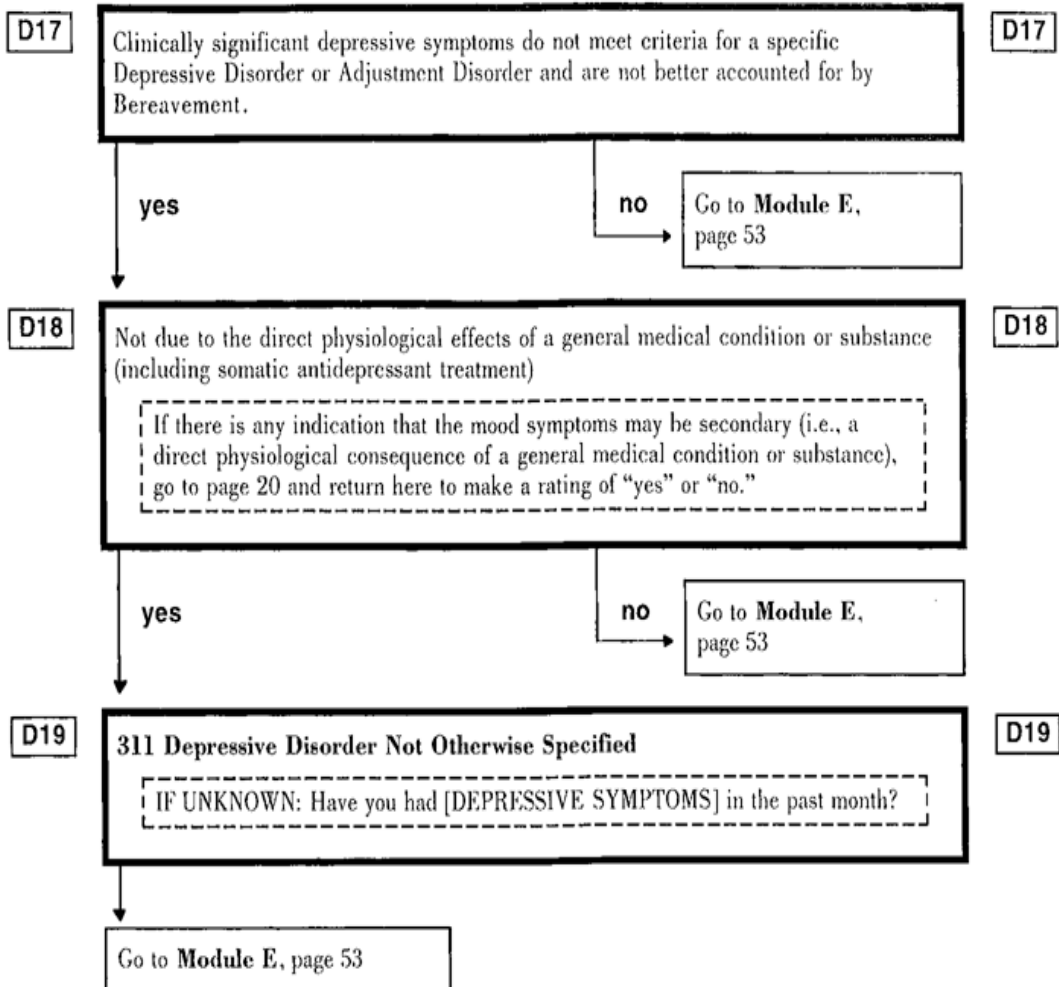 D17
D17
Clinically significant depressive symptoms do not meet criteria for a specific
Depressive Disorder or Adjustment Disorder and are not better accounted for by
Bereavement.
yes
no
Go to Module E,
page 53
D18
D18
Not due to the direct physiological effects of a general medical condition or substance
(including somatic antidepressant treatment)
If there is any indication that the mood symptoms may be secondary (i.e., a
direct physiological consequence of a general medical condition or substance),
go to page 20 and return here to make a rating of “yes” or “no.”
yes
no
Go to Module E,
page 53
D19
D19
311 Depressive Disorder Not Otherwise Specified
IF UNKNOWN: Have you had [DEPRESSIVE SYMPTOMS] in the past month?
Go to Module E, page 53